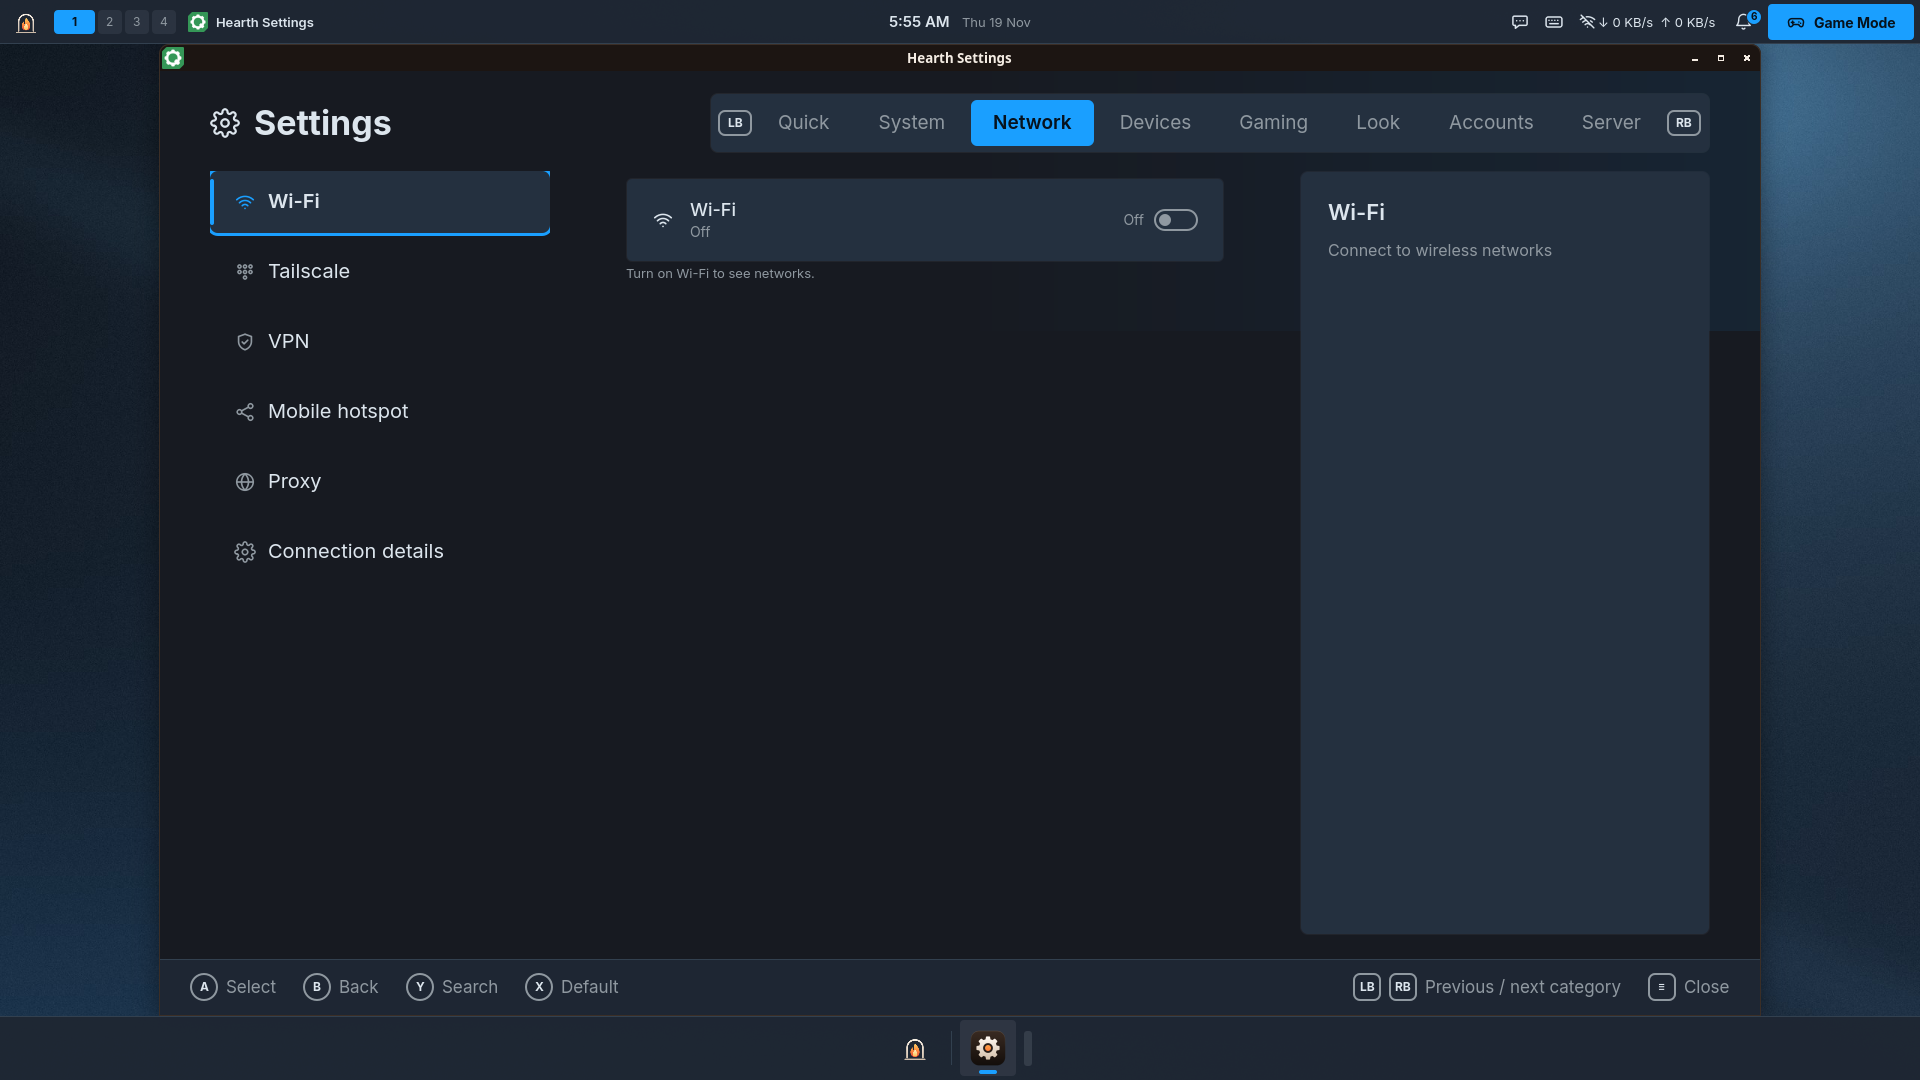 1 2 3 4 Hearth Settings 5:55 AM Thu 19 Nov ↓ 0 KB/s ↑ 0 KB/s 6 Game Mode
Hearth Settings
Settings
LB Quick System Network Devices Gaming Look Accounts Server RB
Wi-Fi
Tailscale
VPN
Mobile hotspot
Proxy
Connection details
Wi-Fi
Off
Off
Turn on Wi-Fi to see networks.
Wi-Fi
Connect to wireless networks
A Select B Back Y Search X Default LB RB Previous / next category ≡ Close